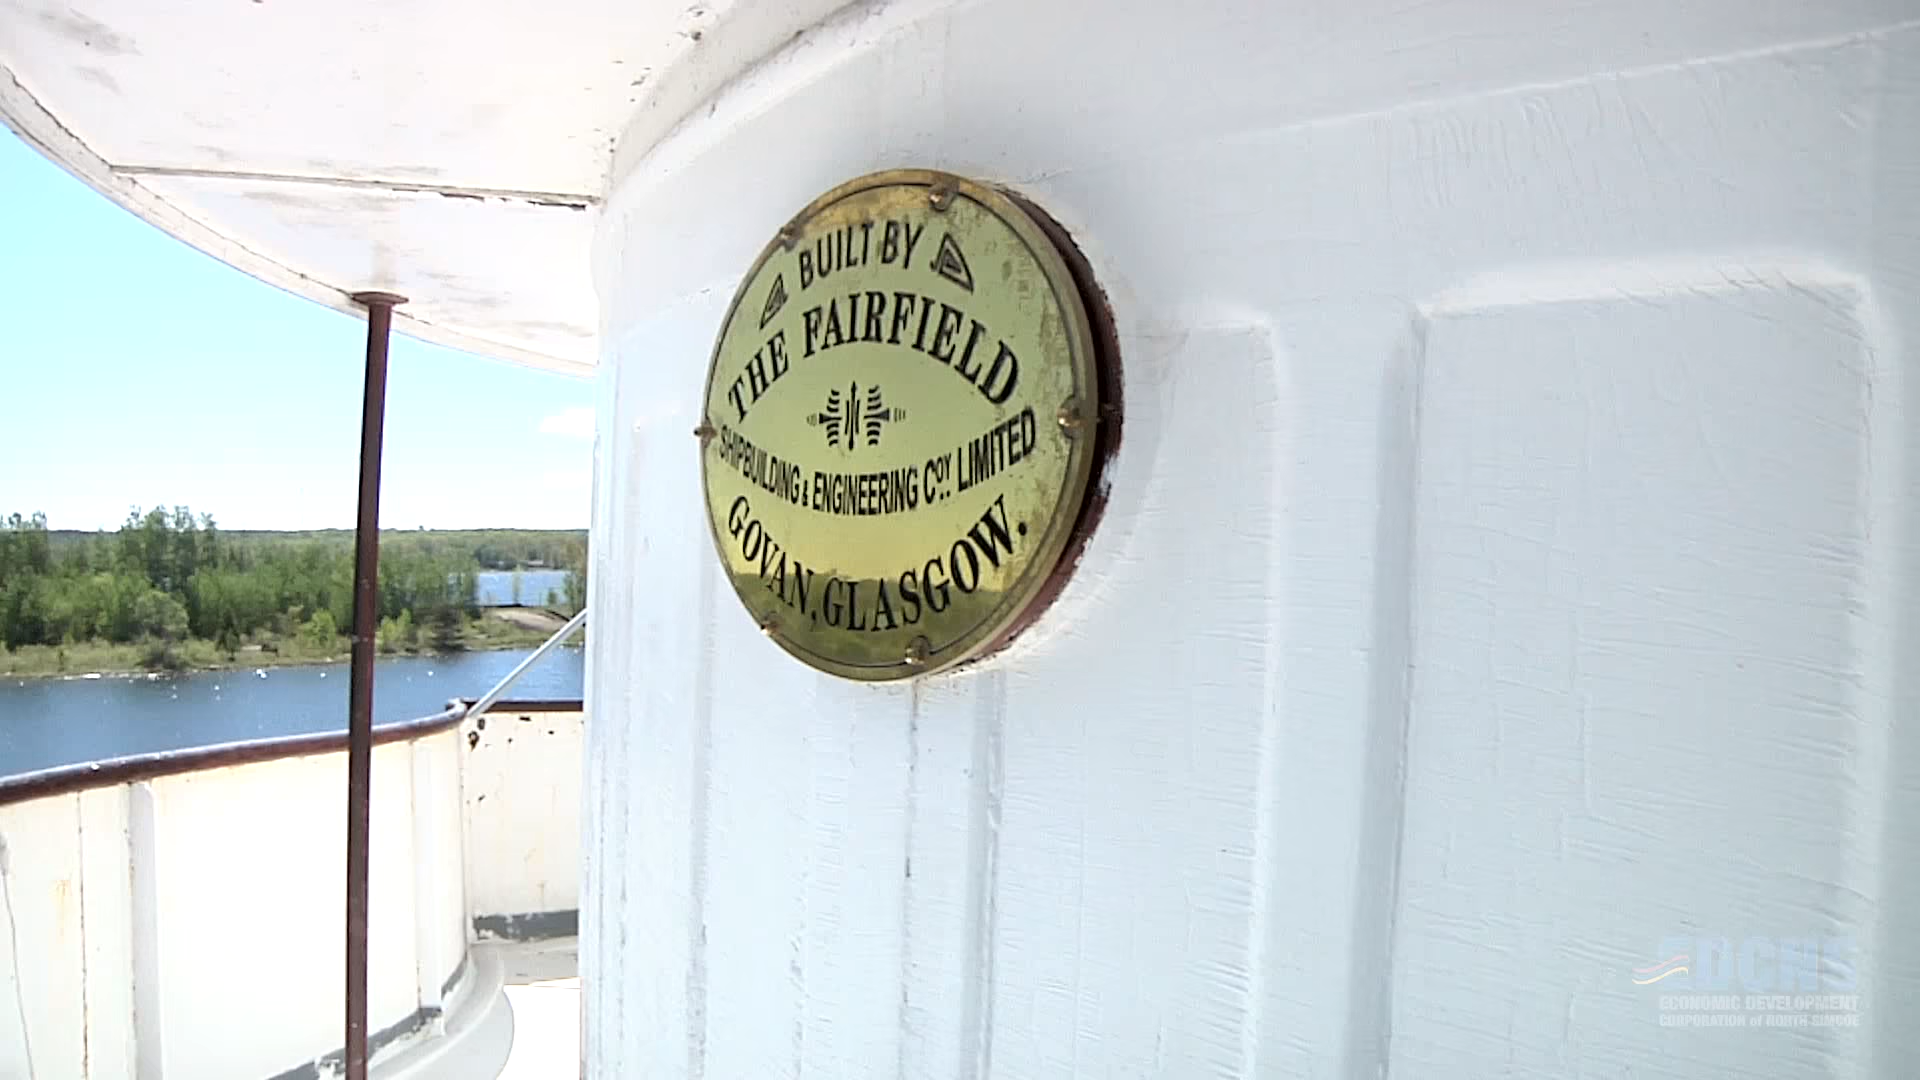 BUILT BY
THE FAIRFIELD
SHIPBUILDING & ENGINEERING COY. LIMITED
GOVAN, GLASGOW.
EDCNS
ECONOMIC DEVELOPMENT
CORPORATION of NORTH SIMCOE